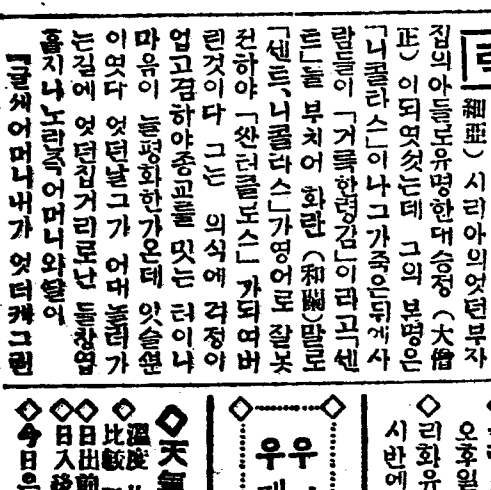 細亞) 시리아의엇던부자
집의아들로유명한대승정 (大僧
正) 이되엿섯는데 그의 본명은
「니콜라스」이나그가죽은뒤에사
람들이 「거룩한령감」이라고「센
트」를 부치어 화란 (和蘭)말로
「센트、니콜라스」가영어로 잘못
전하야 「싼타클로스」 가되여버
린것이다 그는 의식에 걱정이
업고겸하야종교를 밋는 터이니
마음이 늘평화한가온데 잇슬뿐
이엿다 엇던날그가 어대 놀러가
는길에 엇던집거리로난 들창엽
흘지나노란즉어머니와딸이
『글세어머니내가 엇더케그런
오후일
리화유
시반에
우
우
◇天氣
◇溫度
比較
◇日出前
◇日入後
◇今日은